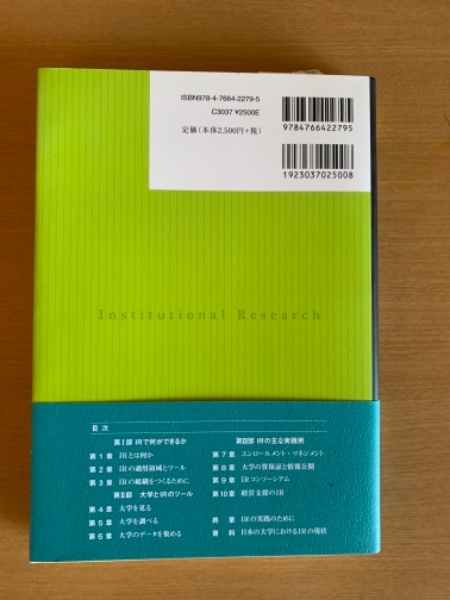 ISBN978-4-7664-2279-5
C3037 ¥2500E
定価(本体2,500円+税)
9784766422795
1923037025008
Institutional Research
目 次
第Ⅰ部 IRで何ができるか
第1章 IRとは何か
第2章 IRの適用領域とツール
第3章 IRの組織をつくるために
第Ⅱ部 大学とIRのツール
第4章 大学を見る
第5章 大学を調べる
第6章 大学のデータを集める
第Ⅲ部 IRの主な実践例
第7章 エンロールメント・マネジメント
第8章 大学の質保証と情報公開
第9章 IRコンソーシアム
第10章 経営支援のIR
終 章 IRの実践のために
資 料 日本の大学におけるIRの現状